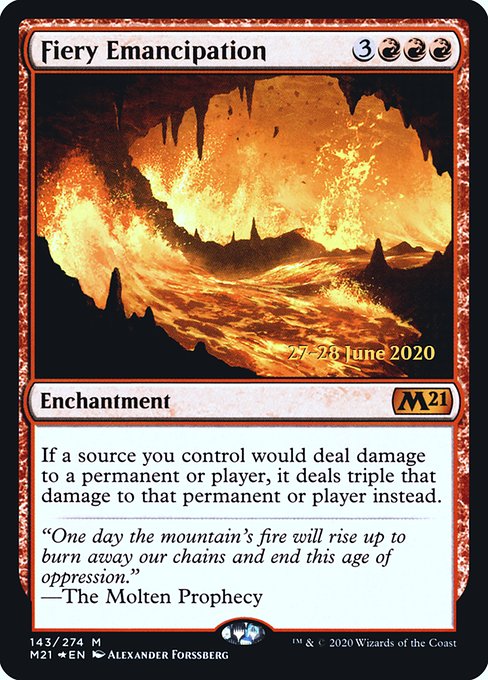 Fiery Emancipation 3
27–28 June 2020
Enchantment M21
If a source you control would deal damage
to a permanent or player, it deals triple that
damage to that permanent or player instead.
“One day the mountain’s fire will rise up to
burn away our chains and end this age of
oppression.”
—The Molten Prophecy
143/274 M
M21 ★ EN Alexander Forssberg
™ & © 2020 Wizards of the Coast